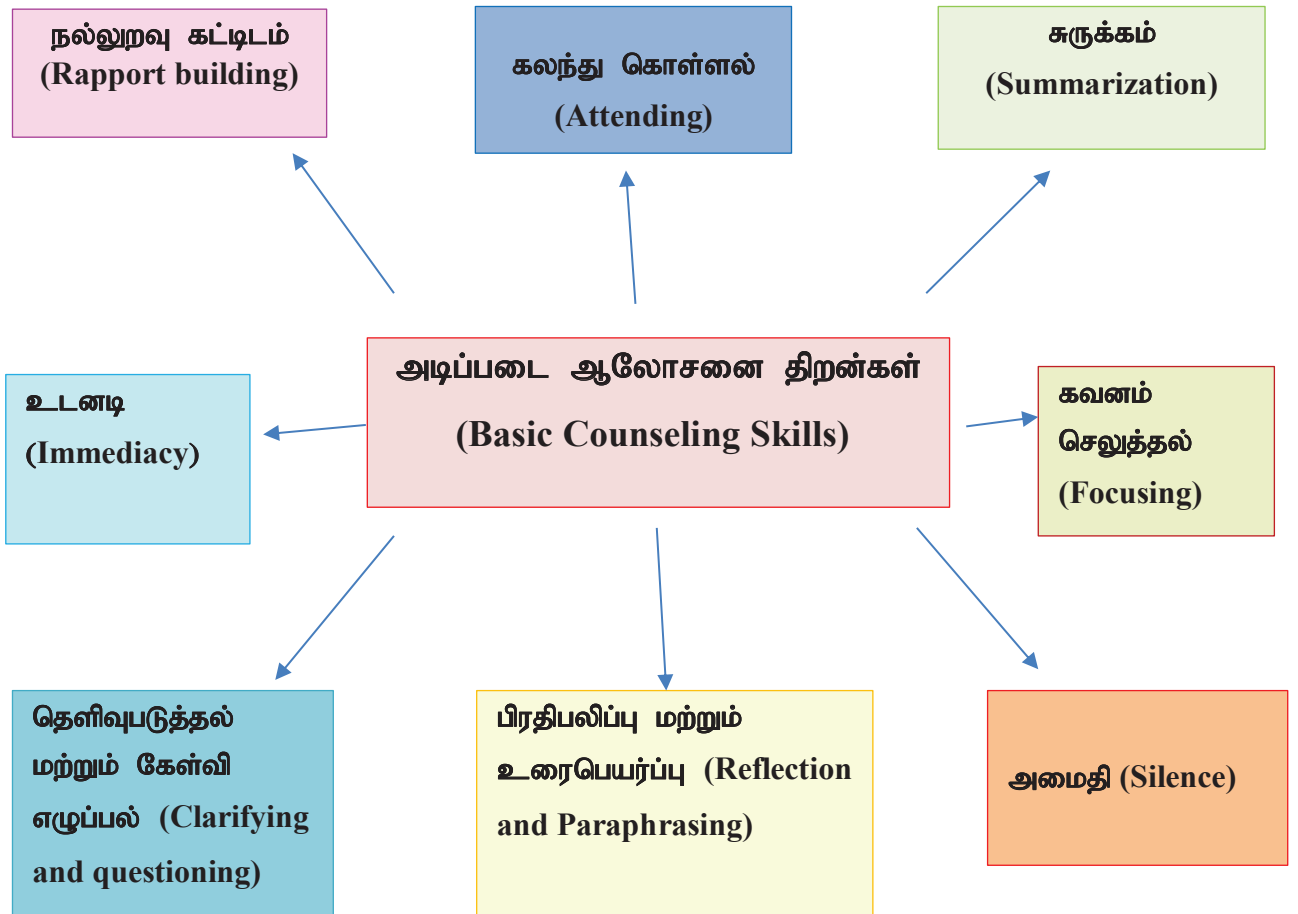 நல்லுறவு கட்டிடம்
(Rapport building)
கலந்து கொள்ளல்
(Attending)
சுருக்கம்
(Summarization)
அடிப்படை ஆலோசனை திறன்கள்
(Basic Counseling Skills)
உடனடி
(Immediacy)
கவனம்
செலுத்தல்
(Focusing)
தெளிவுபடுத்தல்
மற்றும் கேள்வி
எழுப்பல் (Clarifying
and questioning)
பிரதிபலிப்பு மற்றும்
உரைபெயர்ப்பு (Reflection
and Paraphrasing)
அமைதி (Silence)